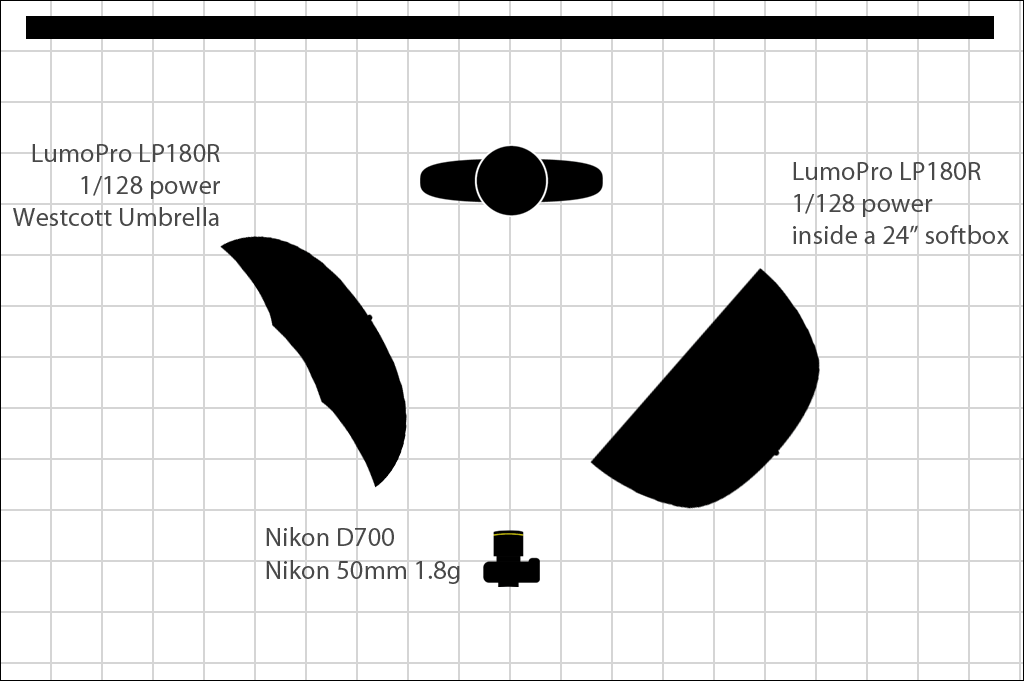 LumoPro LP180R
1/128 power
Westcott Umbrella
LumoPro LP180R
1/128 power
inside a 24” softbox
Nikon D700
Nikon 50mm 1.8g